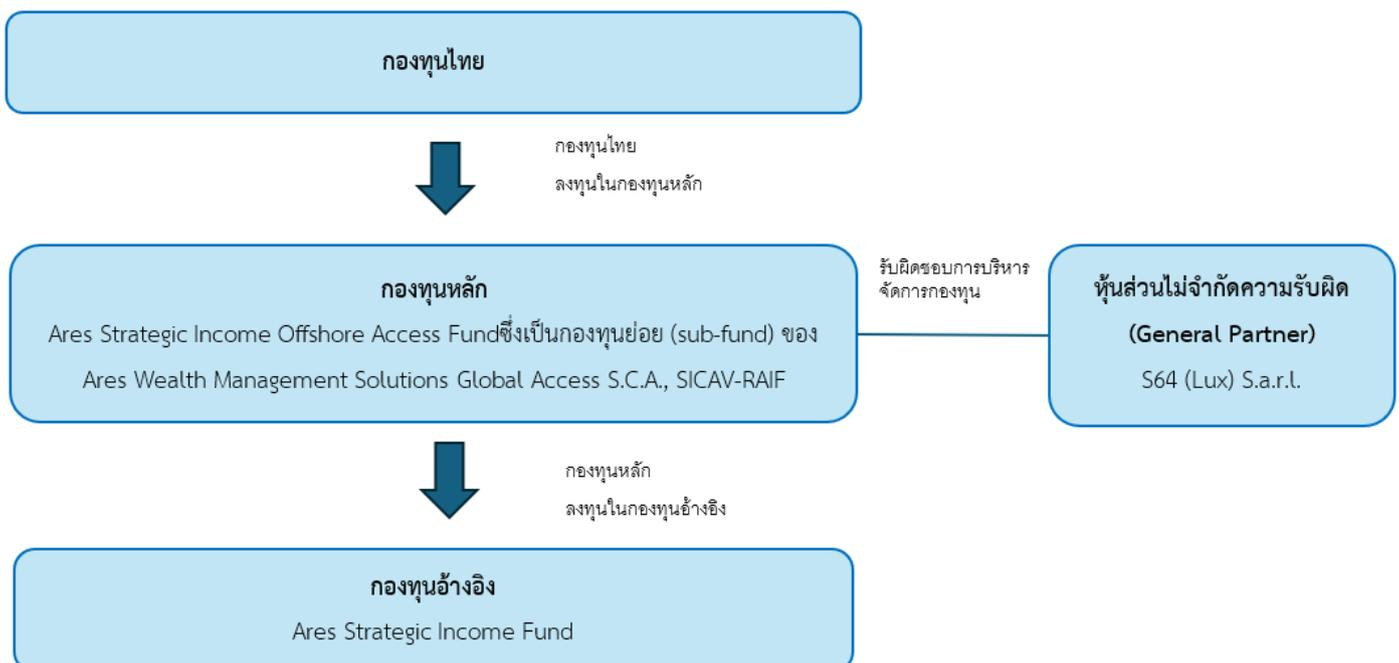 กองทุนไทย
กองทุนไทย
ลงทุนในกองทุนหลัก
กองทุนหลัก
Ares Strategic Income Offshore Access Fundซึ่งเป็นกองทุนย่อย (sub-fund) ของ
Ares Wealth Management Solutions Global Access S.C.A., SICAV-RAIF
รับผิดชอบการบริหาร
จัดการกองทุน
หุ้นส่วนไม่จำกัดความรับผิด
(General Partner)
S64 (Lux) S.a.r.l.
กองทุนหลัก
ลงทุนในกองทุนอ้างอิง
กองทุนอ้างอิง
Ares Strategic Income Fund